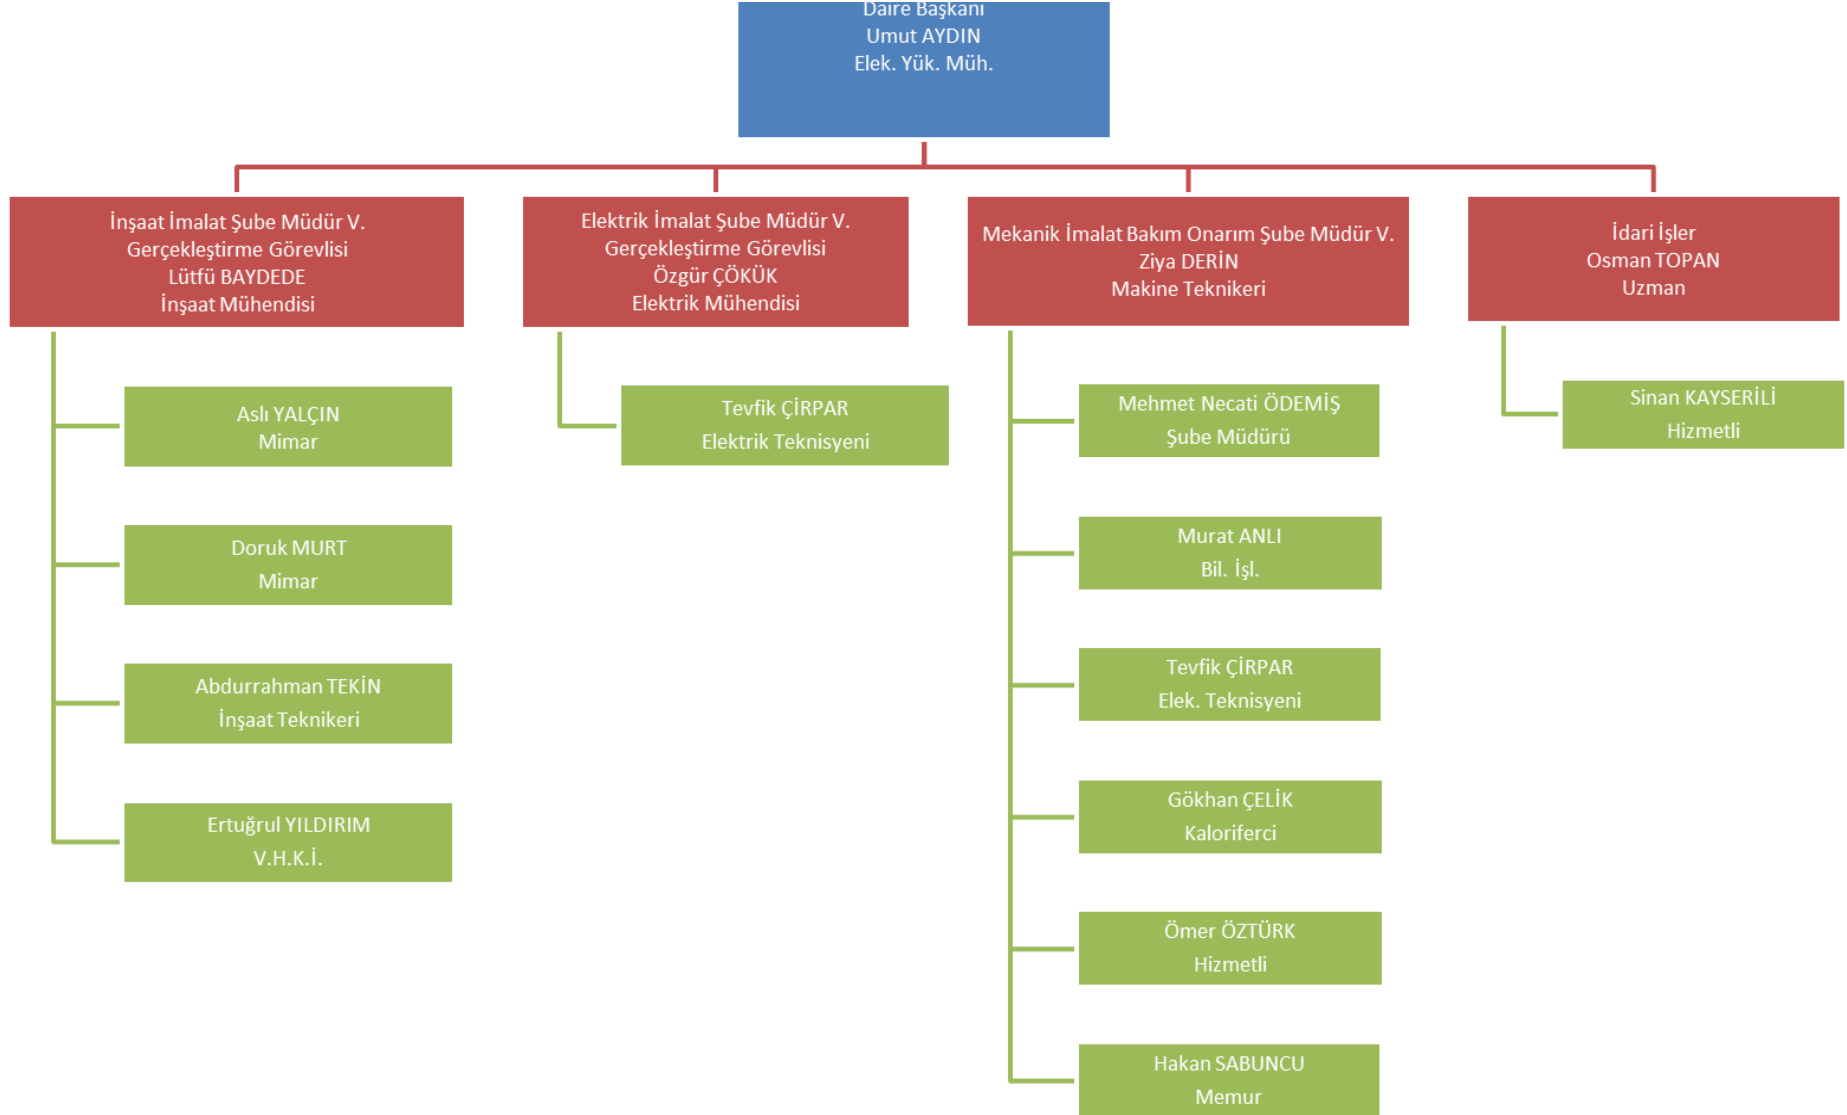 Daire Başkanı
Umut AYDIN
Elek. Yük. Müh.
İnşaat İmalat Şube Müdür V.
Gerçekleştirme Görevlisi
Lütfü BAYDEDE
İnşaat Mühendisi
Elektrik İmalat Şube Müdür V.
Gerçekleştirme Görevlisi
Özgür ÇÖKÜK
Elektrik Mühendisi
Mekanik İmalat Bakım Onarım Şube Müdür V.
Ziya DERİN
Makine Teknikeri
İdari İşler
Osman TOPAN
Uzman
Aslı YALÇIN
Mimar
Doruk MURT
Mimar
Abdurrahman TEKİN
İnşaat Teknikeri
Ertuğrul YILDIRIM
V.H.K.İ.
Tevfik ÇİRPAR
Elektrik Teknisyeni
Mehmet Necati ÖDEMİŞ
Şube Müdürü
Murat ANLI
Bil. İşl.
Tevfik ÇİRPAR
Elek. Teknisyeni
Gökhan ÇELİK
Kaloriferci
Ömer ÖZTÜRK
Hizmetli
Hakan SABUNCU
Memur
Sinan KAYSERİLİ
Hizmetli